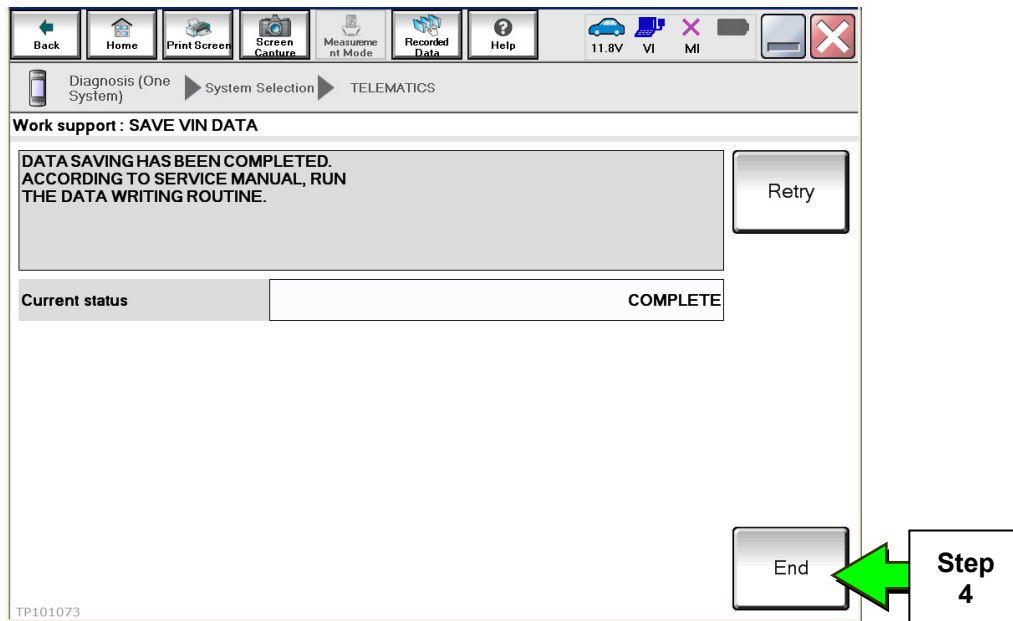 Back
Home
Print Screen
Screen
Capture
Measureme
nt Mode
Recorded
Data
Help
11.8V
VI
MI
Diagnosis (One
System)
System Selection
TELEMATICS
Work support : SAVE VIN DATA
DATA SAVING HAS BEEN COMPLETED.
ACCORDING TO SERVICE MANUAL, RUN
THE DATA WRITING ROUTINE.
Retry
Current status
COMPLETE
End
Step
4
TP101073